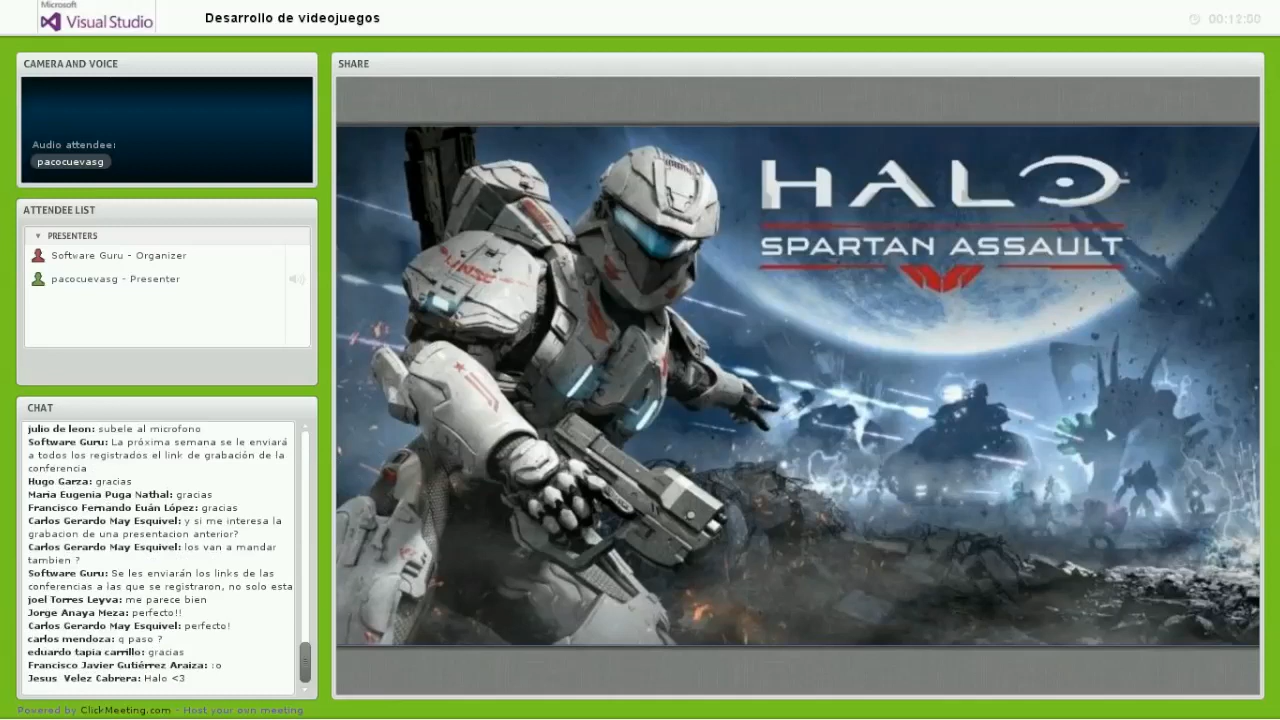 Microsoft
Visual Studio
Desarrollo de videojuegos
00:12:00
CAMERA AND VOICE
Audio attendee:
pacocuevasg
ATTENDEE LIST
PRESENTERS
Software Guru - Organizer
pacocuevasg - Presenter
CHAT
julio de leon: subele al microfono
Software Guru: La próxima semana se le enviará
a todos los registrados el link de grabación de la
conferencia
Hugo Garza: gracias
Maria Eugenia Puga Nathal: gracias
Francisco Fernando Euán López: gracias
Carlos Gerardo May Esquivel: y si me interesa la
grabacion de una presentacion anterior?
Carlos Gerardo May Esquivel: los van a mandar
tambien ?
Software Guru: Se les enviarán los links de las
conferencias a las que se registraron, no solo esta
joel Torres Leyva: me parece bien
Jorge Anaya Meza: perfecto!!
Carlos Gerardo May Esquivel: perfecto!
carlos mendoza: q paso ?
eduardo tapia carrillo: gracias
Francisco Javier Gutiérrez Araiza: :o
Jesus Velez Cabrera: Halo <3
SHARE
HALO
SPARTAN ASSAULT
UNSC
Powered by ClickMeeting.com - Host your own meeting